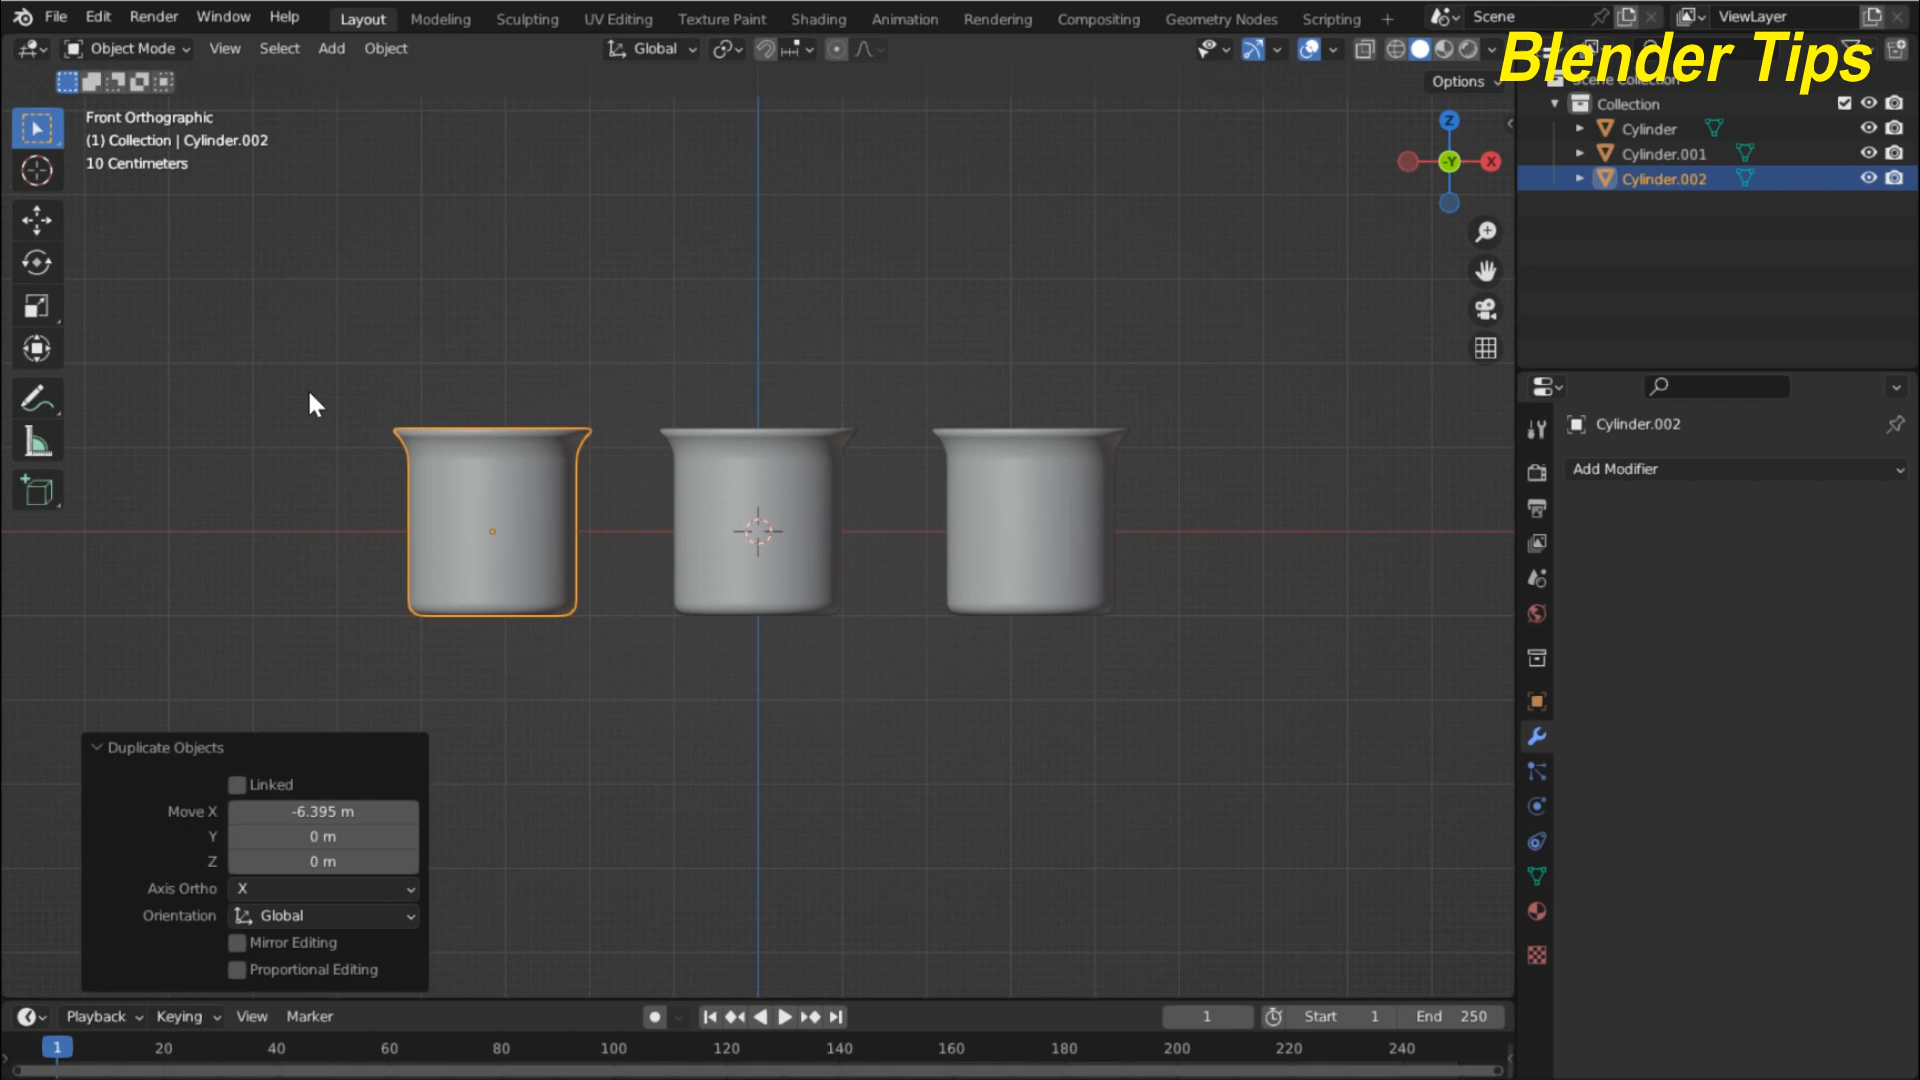 File Edit Render Window Help Layout Modeling Sculpting UV Editing Texture Paint Shading Animation Rendering Compositing Geometry Nodes Scripting + Scene ViewLayer
Object Mode View Select Add Object Global
Blender Tips
Options
Scene Collection
Collection
Cylinder
Cylinder.001
Cylinder.002
Front Orthographic
(1) Collection | Cylinder.002
10 Centimeters
Z
-Y
X
Cylinder.002
Add Modifier
Duplicate Objects
Linked
Move X -6.395 m
Y 0 m
Z 0 m
Axis Ortho X
Orientation Global
Mirror Editing
Proportional Editing
Playback Keying View Marker 1 Start 1 End 250
1 20 40 60 80 100 120 140 160 180 200 220 240